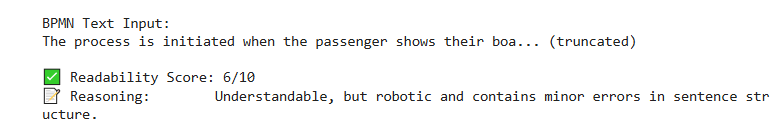 BPMN Text Input:
The process is initiated when the passenger shows their boa... (truncated)
✅ Readability Score: 6/10
📝 Reasoning: Understandable, but robotic and contains minor errors in sentence str
ucture.